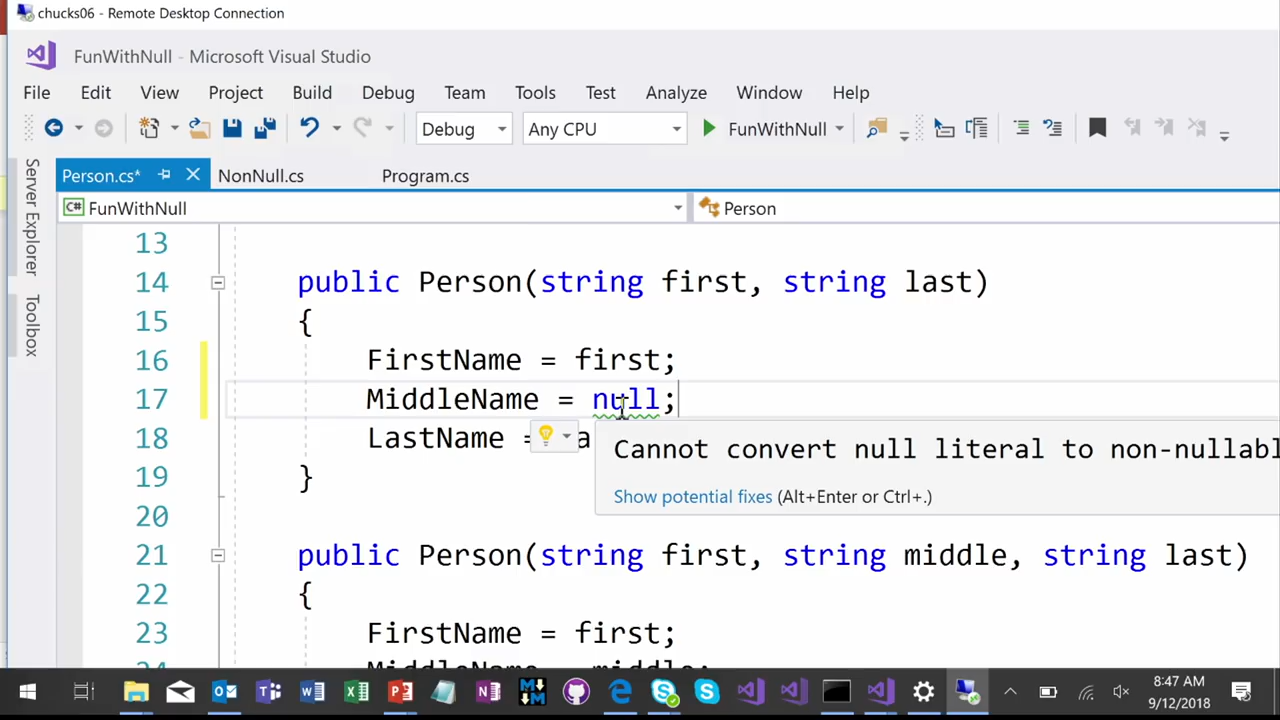 chucks06 - Remote Desktop Connection
FunWithNull - Microsoft Visual Studio
File Edit View Project Build Debug Team Tools Test Analyze Window Help
Debug Any CPU FunWithNull
Server Explorer
Toolbox
Person.cs* NonNull.cs Program.cs
C# FunWithNull Person
13
14 public Person(string first, string last)
15 {
16 FirstName = first;
17 MiddleName = null;
18 LastName = a
Cannot convert null literal to non-nullabl
Show potential fixes (Alt+Enter or Ctrl+.)
19 }
20
21 public Person(string first, string middle, string last)
22 {
23 FirstName = first;
24 MiddleName = middle;
8:47 AM
9/12/2018